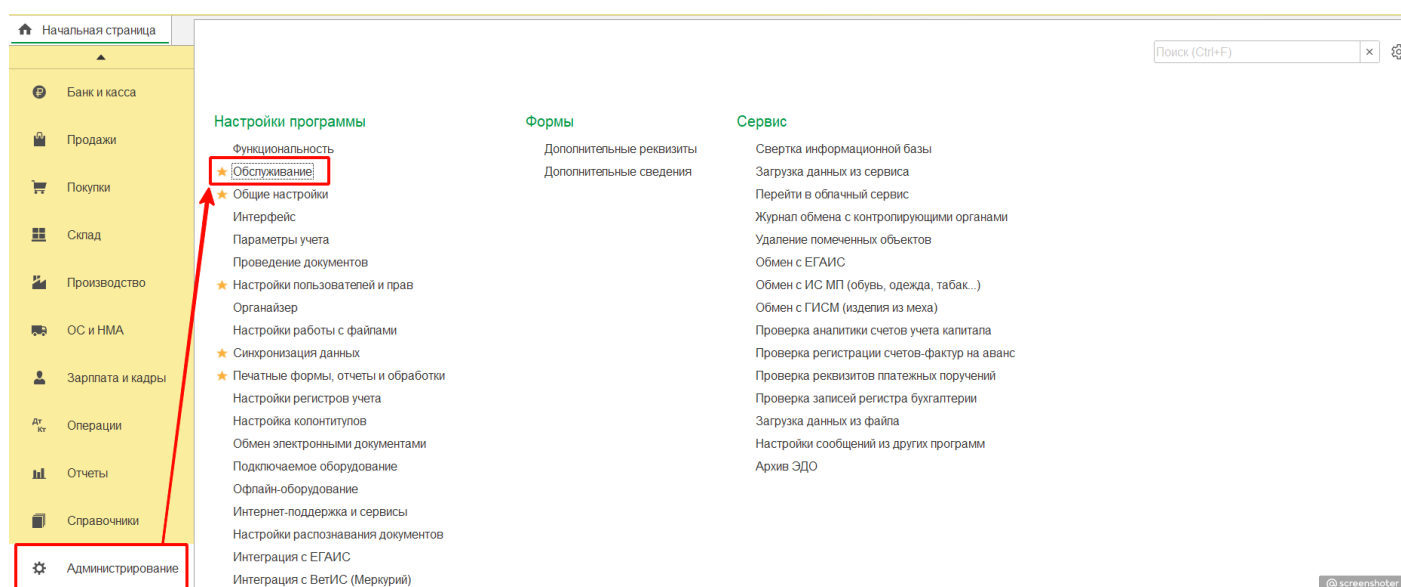 Начальная страница
Поиск (Ctrl+F)
Банк и касса
Продажи
Покупки
Склад
Производство
ОС и НМА
Зарплата и кадры
Дт Кт
Операции
Отчеты
Справочники
Администрирование
Настройки программы
Функциональность
Обслуживание
Общие настройки
Интерфейс
Параметры учета
Проведение документов
Настройки пользователей и прав
Органайзер
Настройки работы с файлами
Синхронизация данных
Печатные формы, отчеты и обработки
Настройки регистров учета
Настройка колонтитулов
Обмен электронными документами
Подключаемое оборудование
Офлайн-оборудование
Интернет-поддержка и сервисы
Настройки распознавания документов
Интеграция с ЕГАИС
Интеграция с ВетИС (Меркурий)
Формы
Дополнительные реквизиты
Дополнительные сведения
Сервис
Свертка информационной базы
Загрузка данных из сервиса
Перейти в облачный сервис
Журнал обмена с контролирующими органами
Удаление помеченных объектов
Обмен с ЕГАИС
Обмен с ИС МП (обувь, одежда, табак...)
Обмен с ГИСМ (изделия из меха)
Проверка аналитики счетов учета капитала
Проверка регистрации счетов-фактур на аванс
Проверка реквизитов платежных поручений
Проверка записей регистра бухгалтерии
Загрузка данных из файла
Настройки сообщений из других программ
Архив ЭДО
screenshoter